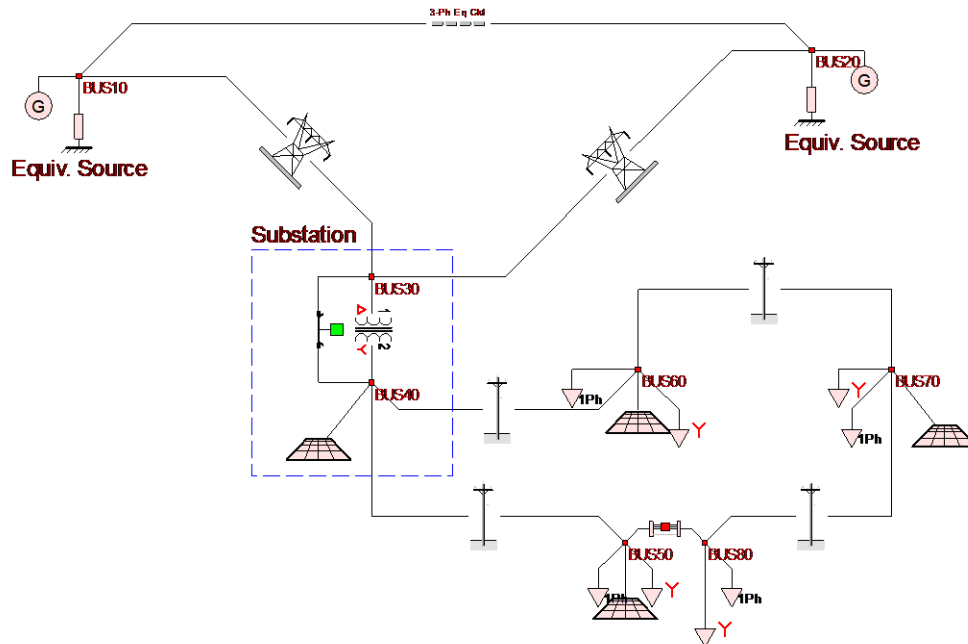 3-Ph Eq Ckt
BUS10
BUS20
G
G
Equiv. Source
Equiv. Source
Substation
BUS30
1
2
Y
BUS40
1Ph
BUS60
Y
BUS70
Y
1Ph
BUS50
BUS80
1Ph
Y
1Ph
Y